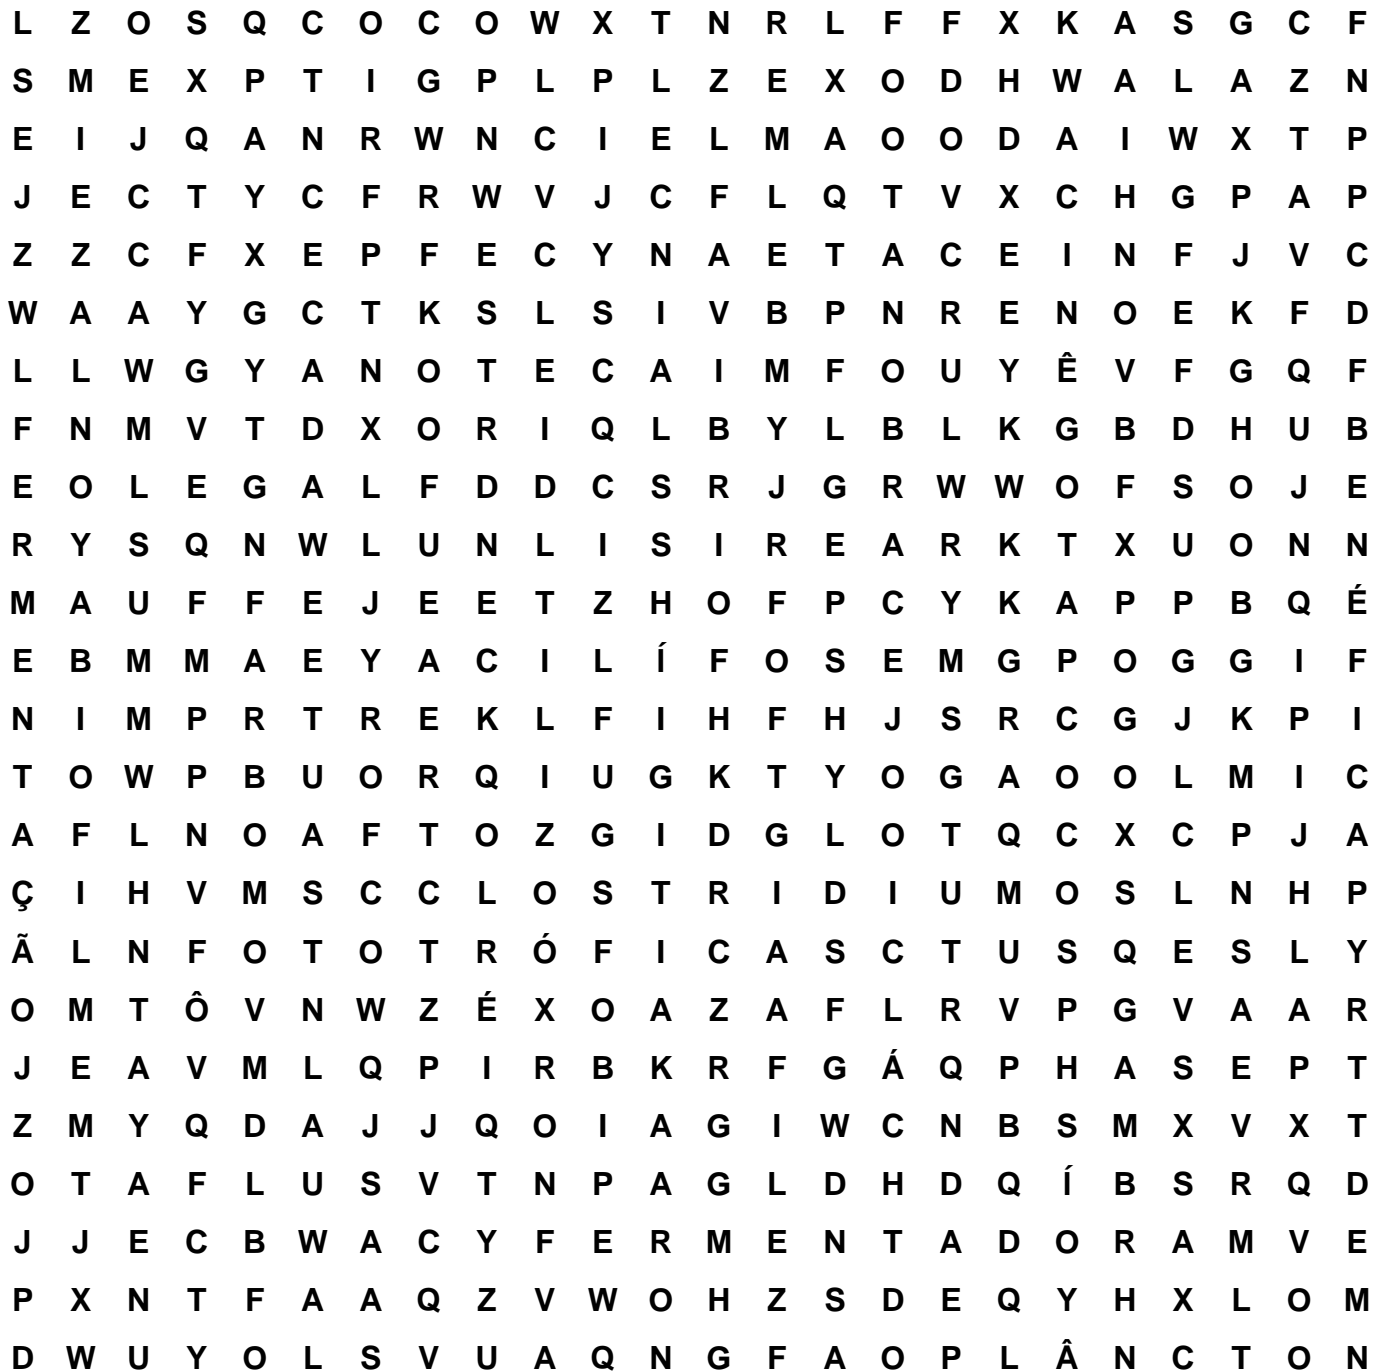 L Z O S Q C O C O W X T N R L F F X K A S G C F
S M E X P T I G P L P L Z E X O D H W A L A Z N
E I J Q A N R W N C I E L M A O O D A I W X T P
J E C T Y C F R W V J C F L Q T V X C H G P A P
Z Z C F X E P F E C Y N A E T A C E I N F J V C
W A A Y G C T K S L S I V B P N R E N O E K F D
L L W G Y A N O T E C A I M F O U Y Ê V F G Q F
F N M V T D X O R I Q L B Y L B L K G B D H U B
E O L E G A L F D D C S R J G R W W O F S O J E
R Y S Q N W L U N L I S I R E A R K T X U O N N
M A U F F E J E E T Z H O F P C Y K A P P B Q É
E B M M A E Y A C I L Í F O S E M G P O G G I F
N I M P R T R E K L F I H F H J S R C G J K P I
T O W P B U O R Q I U G K T Y O G A O O L M I C
A F L N O A F T O Z G I D G L O T Q C X C P J A
Ç I H V M S C C L O S T R I D I U M O S L N H P
Ã L N F O T O T R Ó F I C A S C T U S Q E S L Y
O M T Ô V N W Z É X O A Z A F L R V P G V A A R
J E A V M L Q P I R B K R F G Á Q P H A S E P T
Z M Y Q D A J J Q O I A G I W C N B S M X V X T
O T A F L U S V T N P A G L D H D Q Í B S R Q D
J J E C B W A C Y F E R M E N T A D O R A M V E
P X N T F A A Q Z V W O H Z S D E Q Y H X L O M
D W U Y O L S V U A Q N G F A O P L Â N C T O N